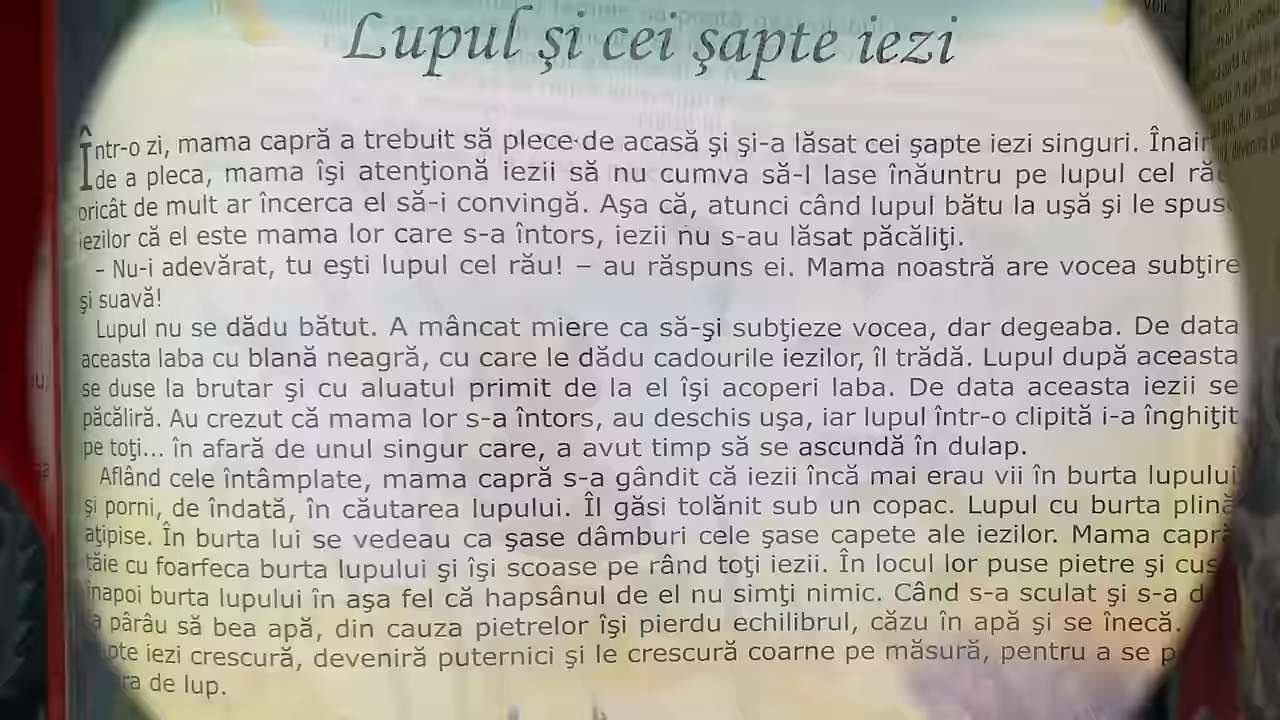 Lupul şi cei şapte iezi
Într-o zi, mama capră a trebuit să plece de acasă şi şi-a lăsat cei şapte iezi singuri.
de a pleca, mama îşi atenţionă iezii să nu cumva să-l lase înăuntru pe lupul cel
oricât de mult ar încerca el să-i convingă. Aşa că, atunci când lupul bătu la uşă şi le spuse
iezilor că el este mama lor care s-a întors, iezii nu s-au lăsat păcăliţi.
- Nu-i adevărat, tu eşti lupul cel rău! – au răspuns ei. Mama noastră are vocea subţire
şi suavă!
Lupul nu se dădu bătut. A mâncat miere ca să-şi subţieze vocea, dar degeaba. De data
aceasta laba cu blană neagră, cu care le dădu cadourile iezilor, îl trădă. Lupul după aceasta
se duse la brutar şi cu aluatul primit de la el îşi acoperi laba. De data aceasta iezii se
păcăliră. Au crezut că mama lor s-a întors, au deschis uşa, iar lupul într-o clipită i-a înghiţit
pe toţi... în afară de unul singur care, a avut timp să se ascundă în dulap.
Aflând cele întâmplate, mama capră s-a gândit că iezii încă mai erau vii în burta lupului
şi porni, de îndată, în căutarea lupului. Îl găsi tolănit sub un copac. Lupul cu burta plină
aţipise. În burta lui se vedeau ca şase dâmburi cele şase capete ale iezilor. Mama capră
tăie cu foarfeca burta lupului şi îşi scoase pe rând toţi iezii. În locul lor puse pietre şi
înapoi burta lupului în aşa fel că hapsânul de el nu simţi nimic. Când s-a sculat şi s-a
pârâu să bea apă, din cauza pietrelor îşi pierdu echilibrul, căzu în apă şi se înecă.
iezi crescură, deveniră puternici şi le crescură coarne pe măsură, pentru a se
de lup.